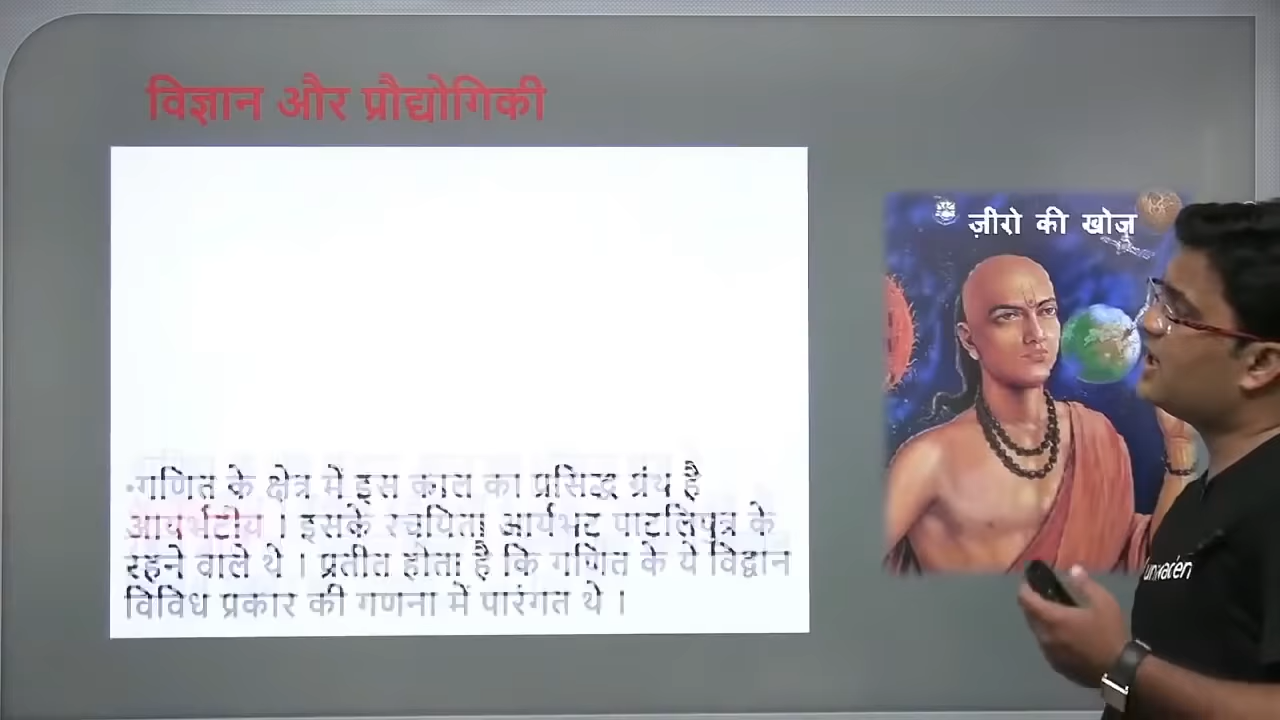 विज्ञान और प्रौद्योगिकी
ज़ीरो की खोज
•गणित के क्षेत्र में इस काल का प्रसिद्ध ग्रंथ है
आर्यभटीय । इसके रचयिता आर्यभट पाटलिपुत्र के
रहने वाले थे । प्रतीत होता है कि गणित के ये विद्वान
विविध प्रकार की गणना में पारंगत थे ।